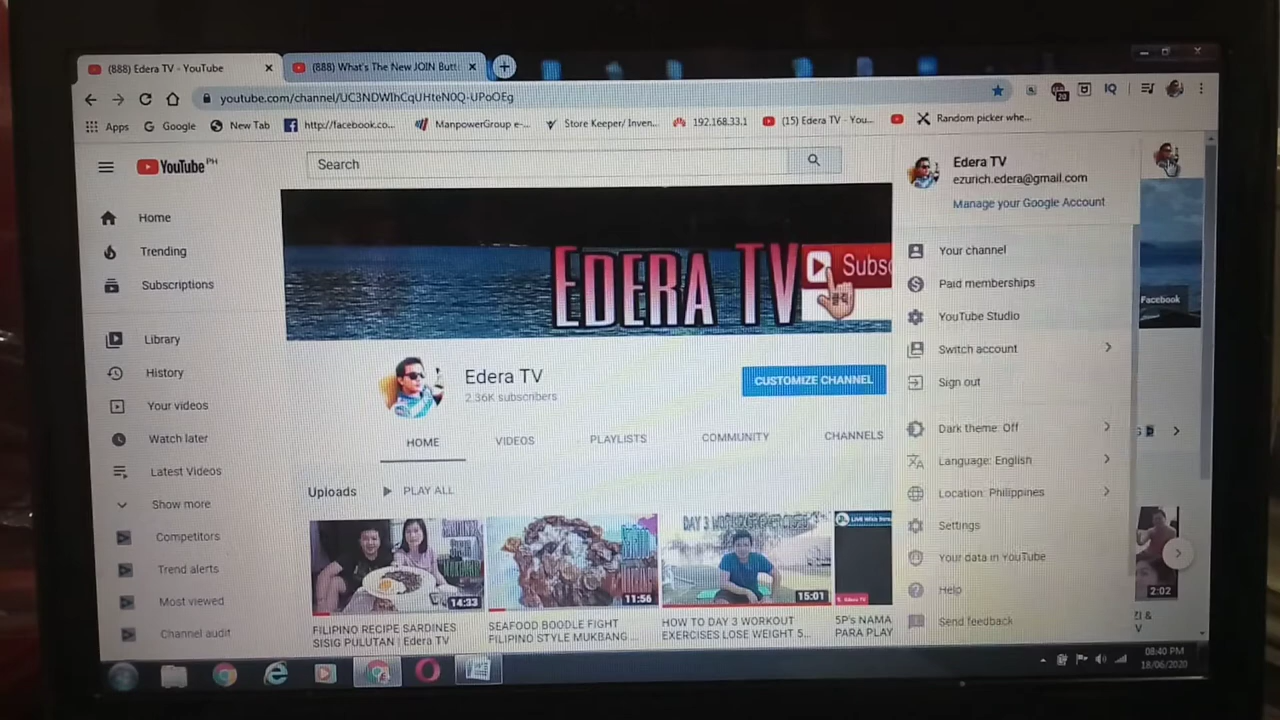 (888) Edera TV - YouTube
(888) What's The New JOIN Butt
youtube.com/channel/UC3NDWIhCqUHteN0Q-UPoOEg
20
IQ
Apps
Google
New Tab
http://facebook.co...
ManpowerGroup e-...
Store Keeper/ Inven...
192.168.33.1
(15) Edera TV - You...
Random picker whe...
YouTube PH
Search
Edera TV
ezurich.edera@gmail.com
Manage your Google Account
Home
Trending
Subscriptions
Library
History
Your videos
Watch later
Latest Videos
Show more
Competitors
Trend alerts
Most viewed
Channel audit
EDERA TV
Subsc
Facebook
Edera TV
2.36K subscribers
CUSTOMIZE CHANNEL
HOME
VIDEOS
PLAYLISTS
COMMUNITY
CHANNELS
Uploads
PLAY ALL
14:33
11:56
DAY 3 WORKOUT EXERCISES
15:01
2:02
FILIPINO RECIPE SARDINES
SISIG PULUTAN | Edera TV
SEAFOOD BOODLE FIGHT
FILIPINO STYLE MUKBANG ...
HOW TO DAY 3 WORKOUT
EXERCISES LOSE WEIGHT 5...
5P's NAMA
PARA PLAY
Your channel
Paid memberships
YouTube Studio
Switch account
Sign out
Dark theme: Off
Language: English
Location: Philippines
Settings
Your data in YouTube
Help
Send feedback
08:40 PM
18/06/2020